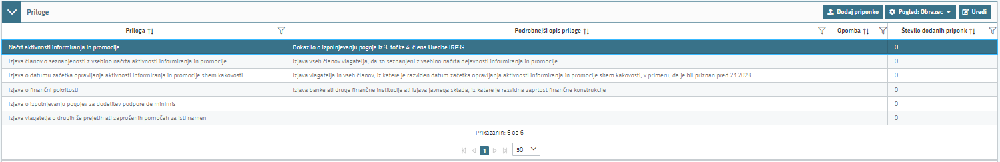 Priloge Dodaj priponko Pogled: Obrazec Uredi
Priloga Podrobnejši opis priloge Opomba Število dodanih priponk
Načrt aktivnosti informiranja in promocije Dokazilo o izpolnjevanju pogoja iz 3. točke 4. člena Uredbe IRP39 0
Izjava članov o seznanjenosti z vsebino načrta aktivnosti informiranja in promocije Izjava vseh članov vlagatelja, da so seznanjeni z vsebino načrta dejavnosti informiranja in promocije 0
Izjava o datumu začetka opravljanja aktivnosti informiranja in promocije shem kakovosti Izjava vlagatelja in vseh članov, iz katere je razviden datum začetka opravljanja aktivnosti informiranja in promocije shem kakovosti, v primeru, da je bil priznan pred 2.1.2023 0
Izjava o finančni pokritosti Izjava banke ali druge finančne institucije ali izjava javnega sklada, iz katere je razvidna zaprtost finančne konstrukcije 0
Izjava o izpolnjevanju pogojev za dodelitev podpore de minimis 0
Izjava vlagatelja o drugih že prejetih ali zaprošenih pomočeh za isti namen 0
Prikazanih: 6 od 6
1 50